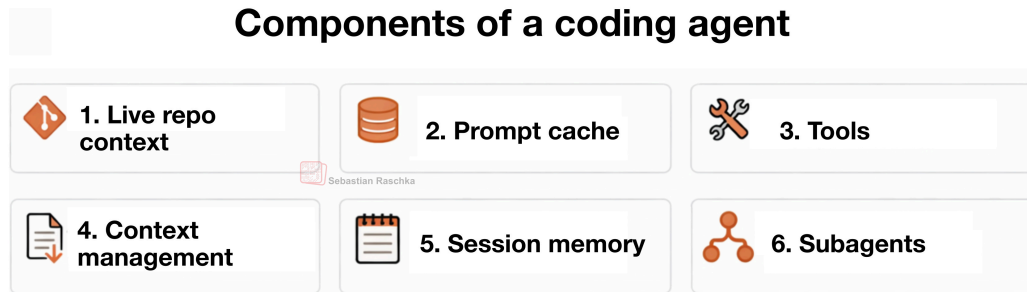 Components of a coding agent
1. Live repo
context
2. Prompt cache
3. Tools
Sebastian Raschka
4. Context
management
5. Session memory
6. Subagents